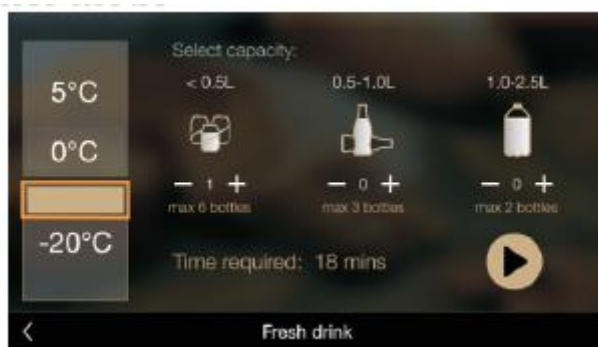 Select capacity:
5°C
< 0.5L
0.5-1.0L
1.0-2.5L
0°C
− 1 +
− 0 +
− 0 +
max 6 bottles
max 3 bottles
max 2 bottles
-20°C
Time required: 18 mins
<
Fresh drink